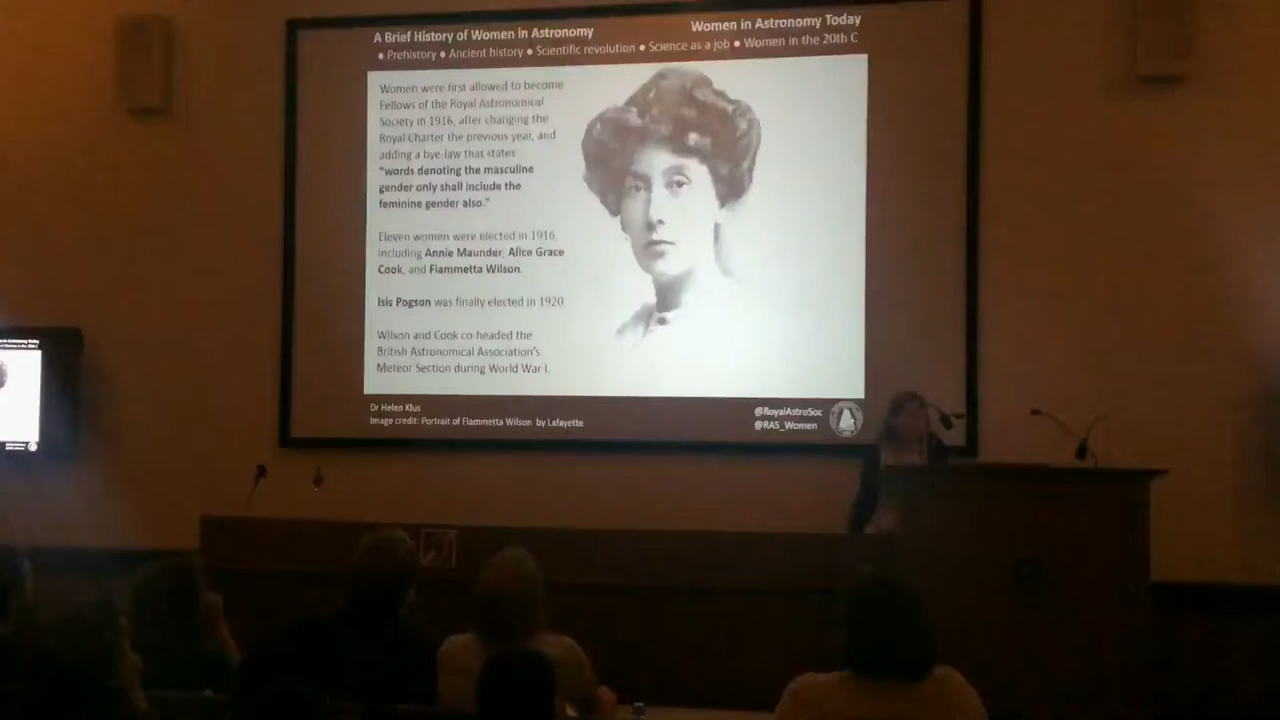 A Brief History of Women in Astronomy
Women in Astronomy Today
● Prehistory ● Ancient history ● Scientific revolution ● Science as a job ● Women in the 20th C
Women were first allowed to become
Fellows of the Royal Astronomical
Society in 1916, after changing the
Royal Charter the previous year, and
adding a bye-law that states
"words denoting the masculine
gender only shall include the
feminine gender also."
Eleven women were elected in 1916,
including Annie Maunder, Alice Grace
Cook, and Fiammetta Wilson.
Isis Pogson was finally elected in 1920
Wilson and Cook co-headed the
British Astronomical Association's
Meteor Section during World War I.
Dr Helen Klus
Image credit: Portrait of Fiammetta Wilson by Lafayette
@RoyalAstroSoc
@RAS_Women